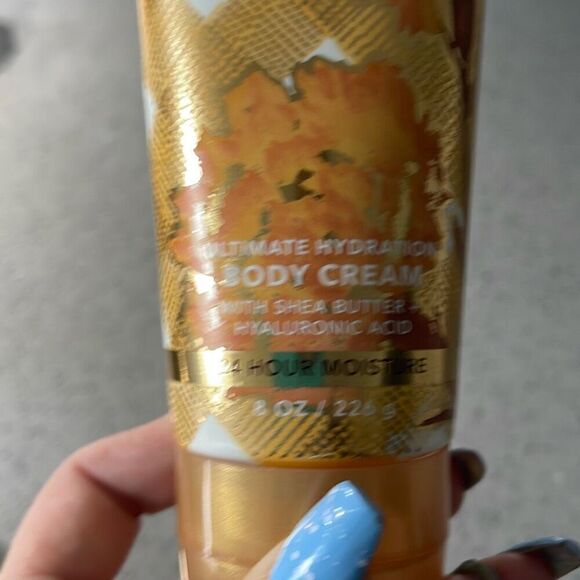 ULTIMATE HYDRATION
BODY CREAM
WITH SHEA BUTTER +
HYALURONIC ACID
24 HOUR MOISTURE
8 OZ / 226 g